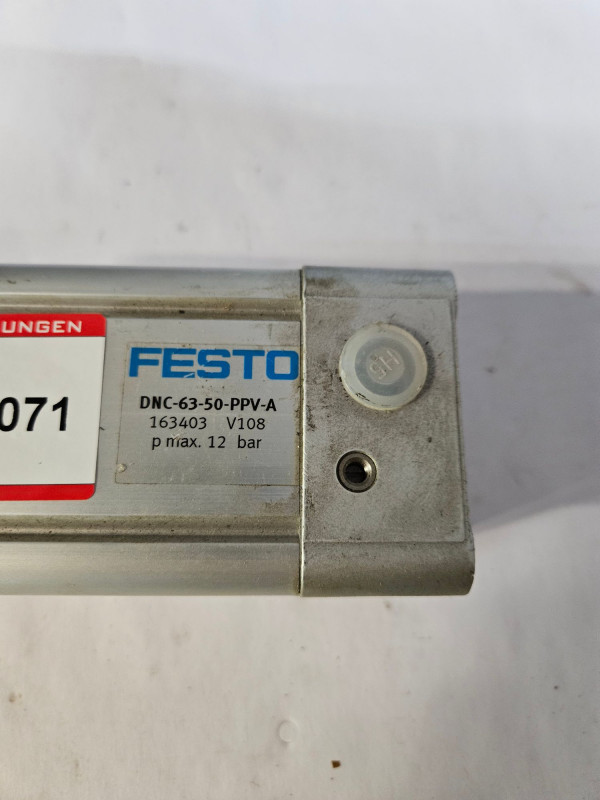 UNGEN
071
FESTO
DNC-63-50-PPV-A
163403 V108
p max. 12 bar